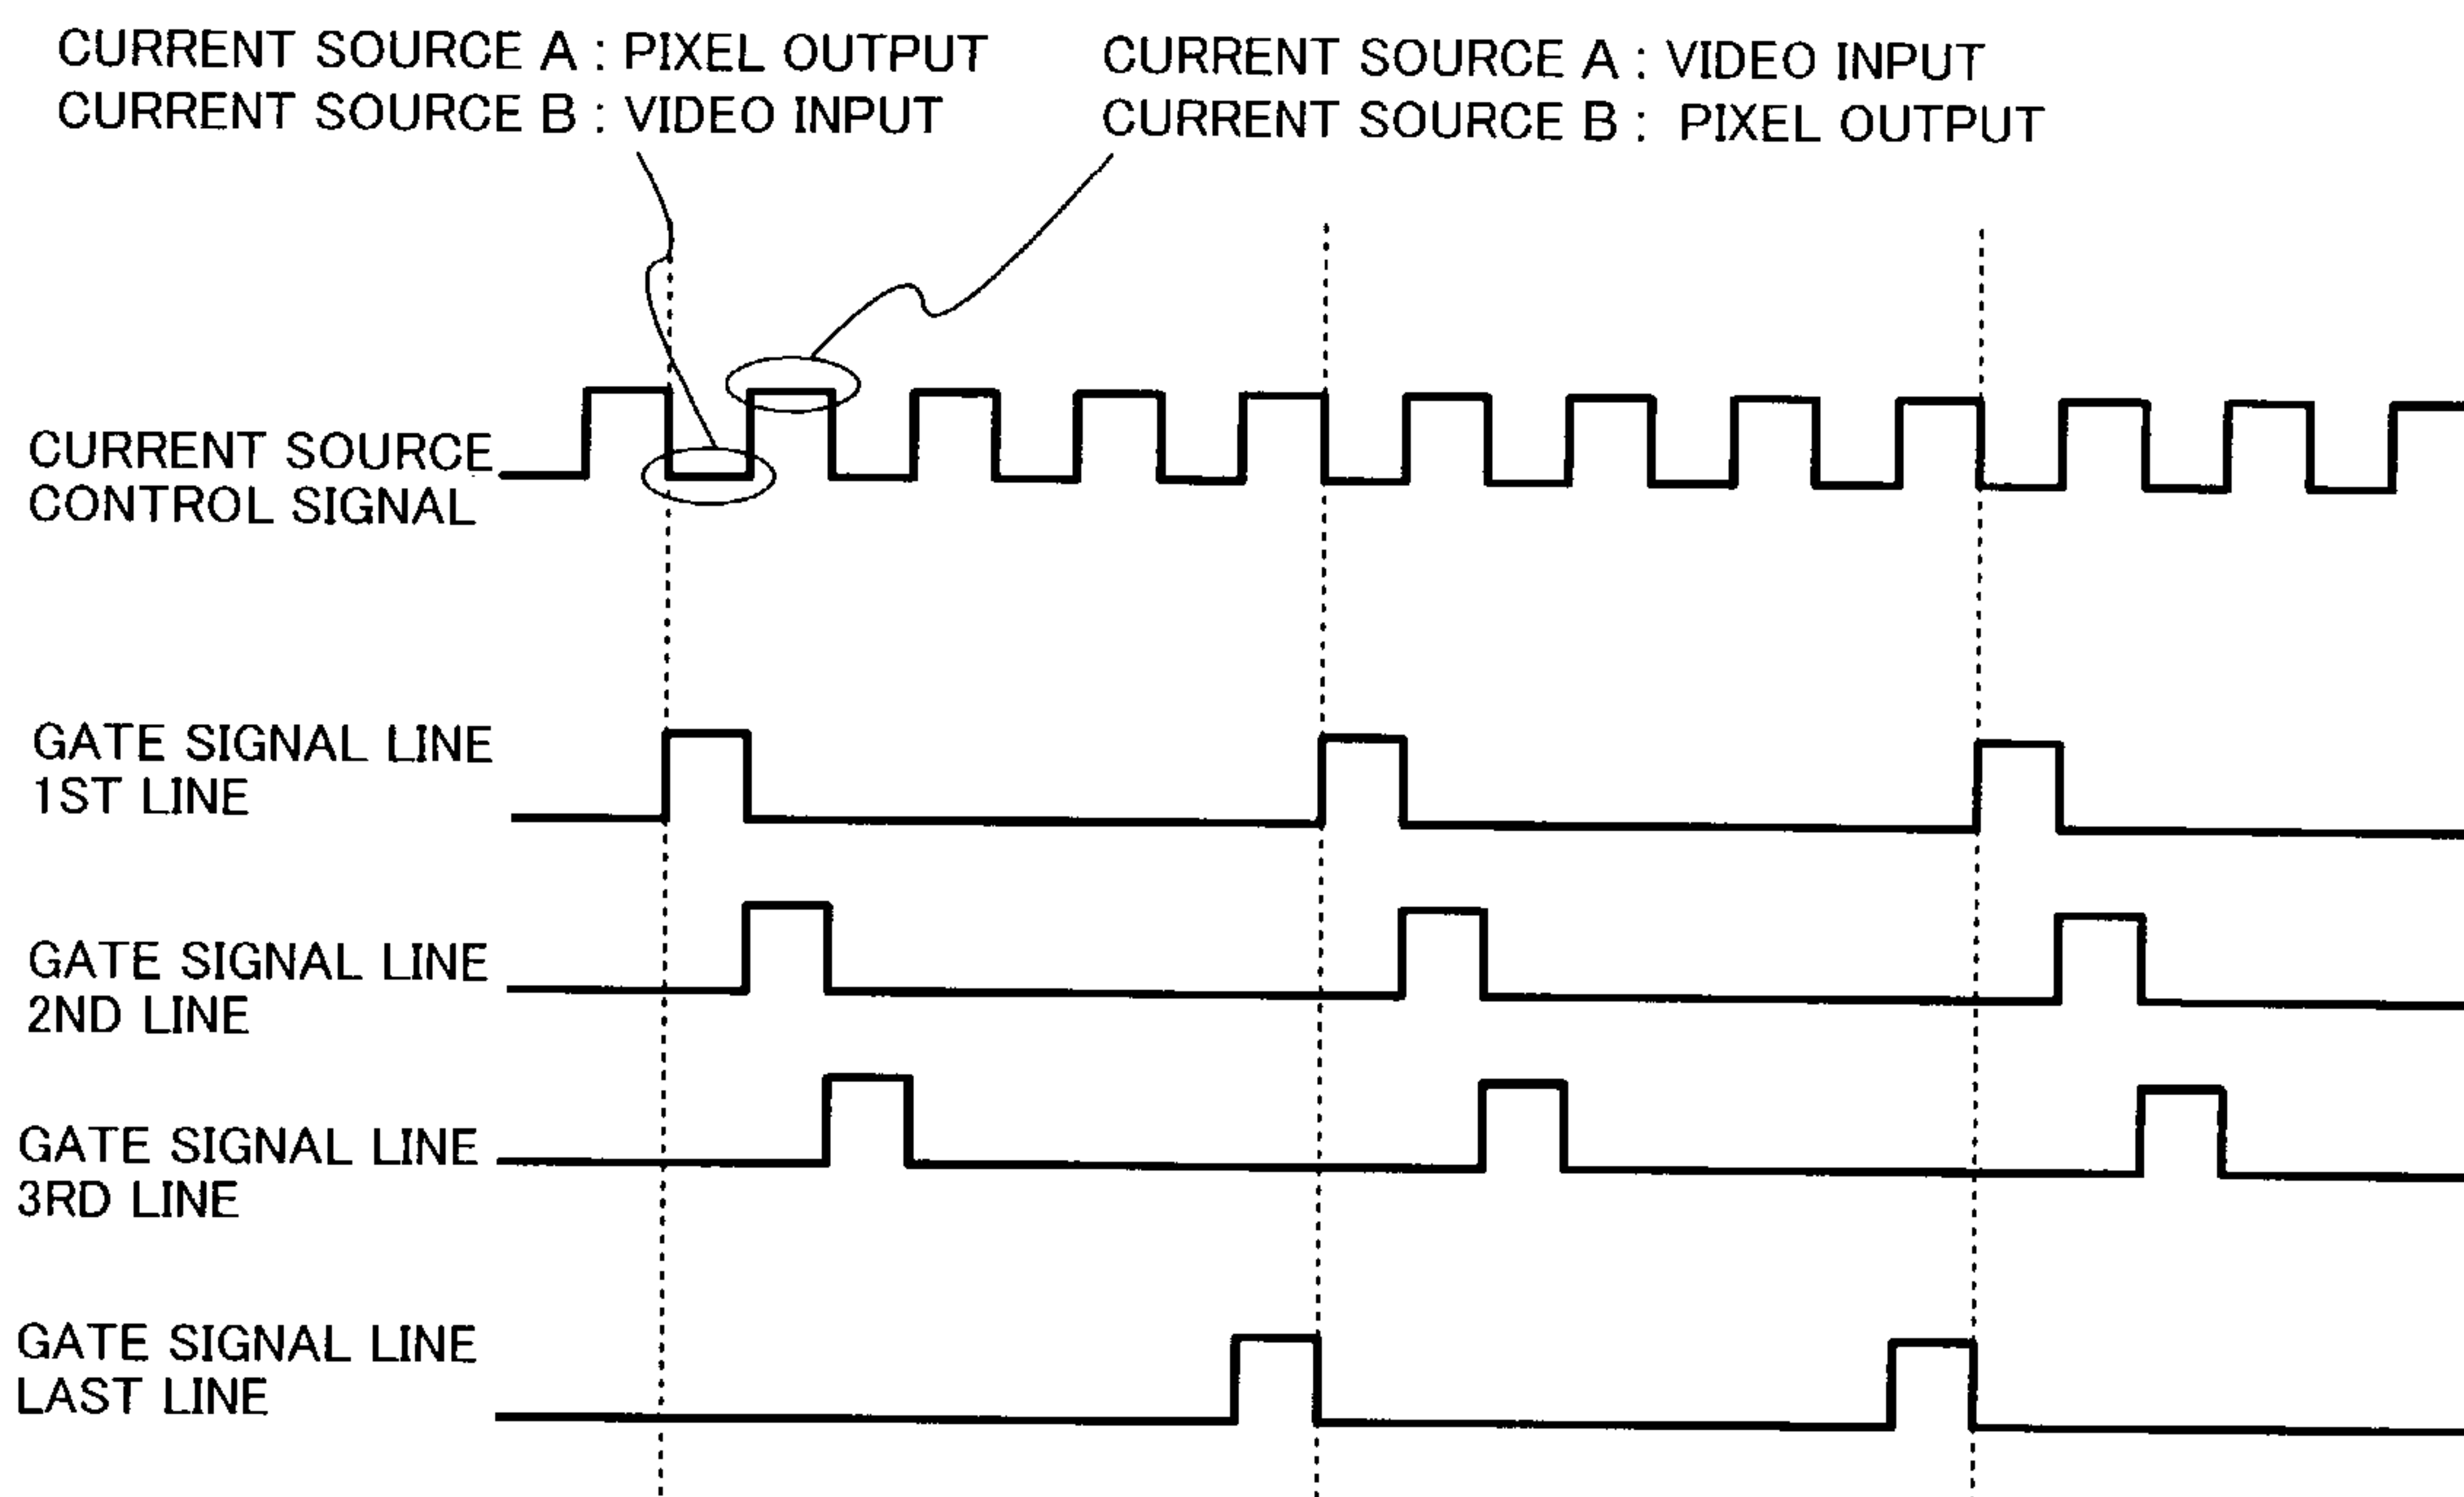 CURRENT SOURCE A : PIXEL OUTPUT
CURRENT SOURCE B : VIDEO INPUT
CURRENT SOURCE A : VIDEO INPUT
CURRENT SOURCE B : PIXEL OUTPUT
CURRENT SOURCE
CONTROL SIGNAL
GATE SIGNAL LINE
1ST LINE
GATE SIGNAL LINE
2ND LINE
GATE SIGNAL LINE
3RD LINE
GATE SIGNAL LINE
LAST LINE